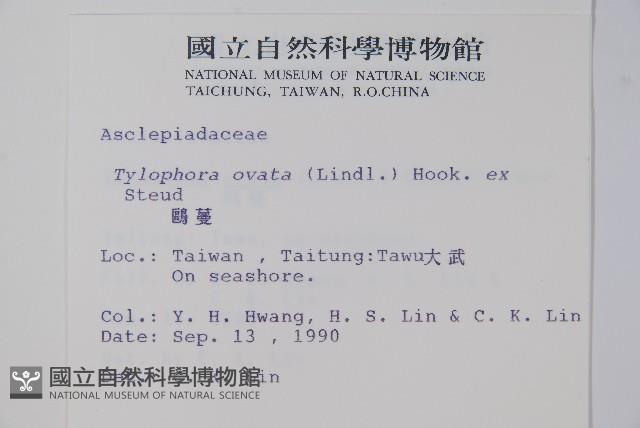 國立自然科學博物館
NATIONAL MUSEUM OF NATURAL SCIENCE
TAICHUNG, TAIWAN, R.O.CHINA
Asclepiadaceae
Tylophora ovata (Lindl.) Hook. ex
Steud
鷗蔓
Loc.: Taiwan , Taitung:Tawu大武
On seashore.
Col.: Y. H. Hwang, H. S. Lin & C. K. Lin
Date: Sep. 13 , 1990
國立自然科學博物館
NATIONAL MUSEUM OF NATURAL SCIENCE